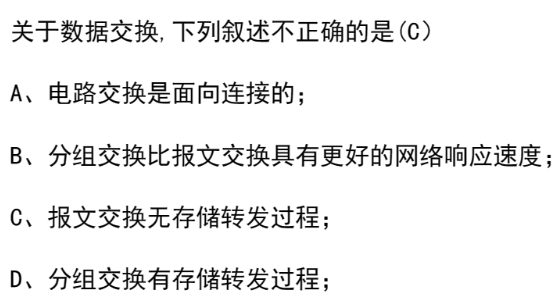 关于数据交换,下列叙述不正确的是(C)
A、电路交换是面向连接的;
B、分组交换比报文交换具有更好的网络响应速度;
C、报文交换无存储转发过程;
D、分组交换有存储转发过程;